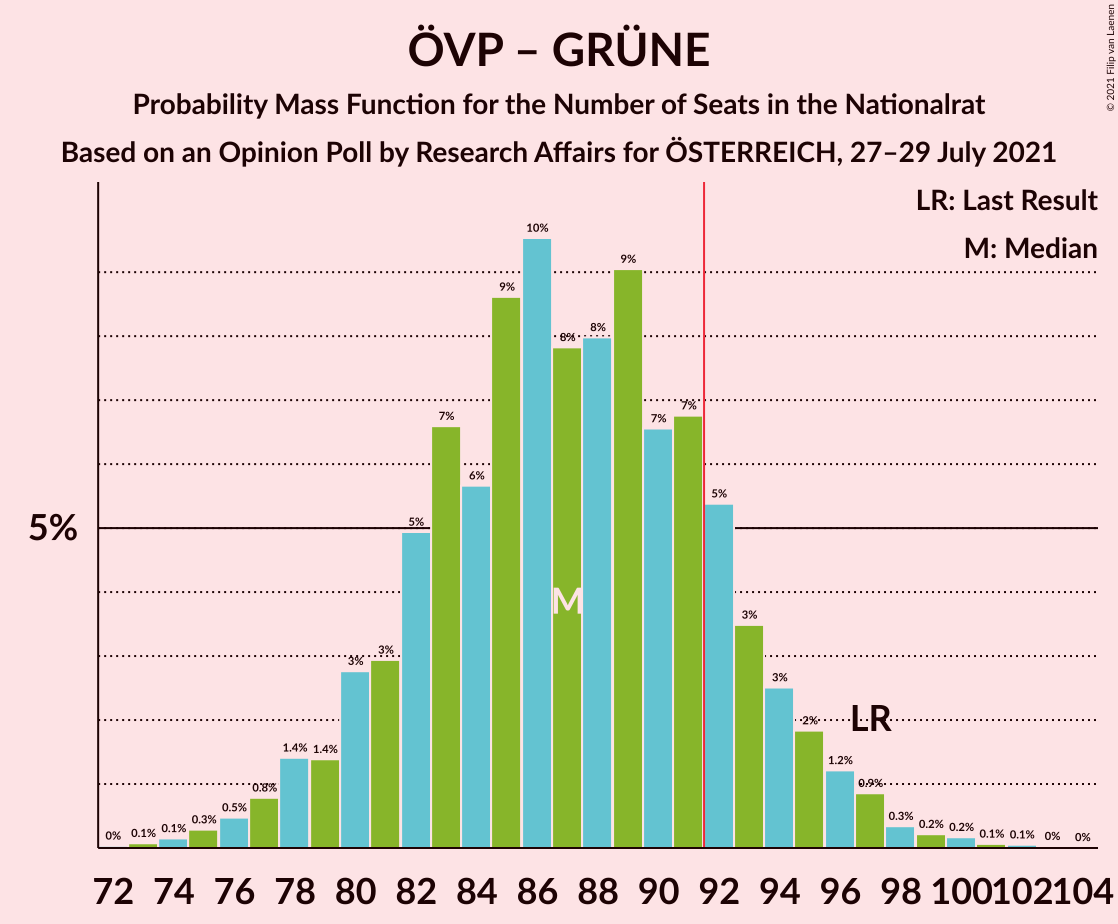 ÖVP – GRÜNE
Probability Mass Function for the Number of Seats in the Nationalrat
Based on an Opinion Poll by Research Affairs for ÖSTERREICH, 27–29 July 2021
© 2021 Filip van Laenen
LR: Last Result
M: Median
5%
0% 0.1% 0.1% 0.3% 0.5% 0.8% 1.4% 1.4% 3% 3% 5% 7% 6% 9% 10% 8% 8% 9% 7% 7% 5% 3% 3% 2% 1.2% 0.9% 0.3% 0.2% 0.2% 0.1% 0.1% 0% 0%
M
LR
72 74 76 78 80 82 84 86 88 90 92 94 96 98 100 102 104